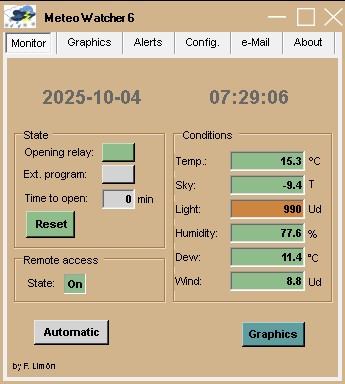 Meteo Watcher 6
Monitor Graphics Alerts Config. e-Mail About
2025-10-04 07:29:06
State
Opening relay:
Ext. program:
Time to open: 0 min
Reset
Remote access
State: On
Conditions
Temp.: 15.3 °C
Sky: -9.4 T
Light: 990 Ud
Humidity: 77.6 %
Dew: 11.4 °C
Wind: 8.8 Ud
Automatic
Graphics
by F. Limón